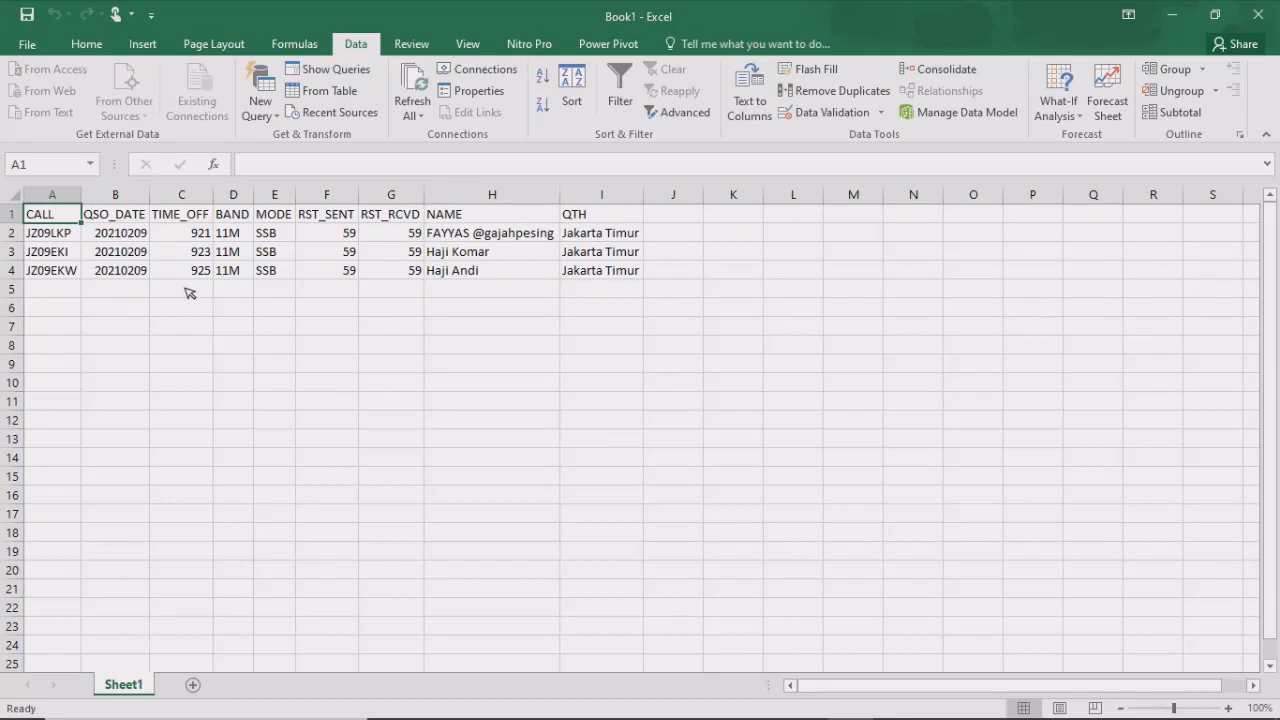 Book1 - Excel
File Home Insert Page Layout Formulas Data Review View Nitro Pro Power Pivot Tell me what you want to do... Share
From Access
From Web
From Text
From Other Sources
Existing Connections
Get External Data
New Query
Show Queries
From Table
Recent Sources
Get & Transform
Refresh All
Connections
Properties
Edit Links
Connections
Sort
Filter
Clear
Reapply
Advanced
Sort & Filter
Text to Columns
Flash Fill
Remove Duplicates
Data Validation
Consolidate
Relationships
Manage Data Model
Data Tools
What-If Analysis
Forecast Sheet
Forecast
Group
Ungroup
Subtotal
Outline
A1 fx
A B C D E F G H I J K L M N O P Q R S
1 CALL QSO_DATE TIME_OFF BAND MODE RST_SENT RST_RCVD NAME QTH
2 JZ09LKP 20210209 921 11M SSB 59 59 FAYYAS @gajahpesing Jakarta Timur
3 JZ09EKI 20210209 923 11M SSB 59 59 Haji Komar Jakarta Timur
4 JZ09EKW 20210209 925 11M SSB 59 59 Haji Andi Jakarta Timur
5
6
7
8
9
10
11
12
13
14
15
16
17
18
19
20
21
22
23
24
25
Sheet1
Ready 100%